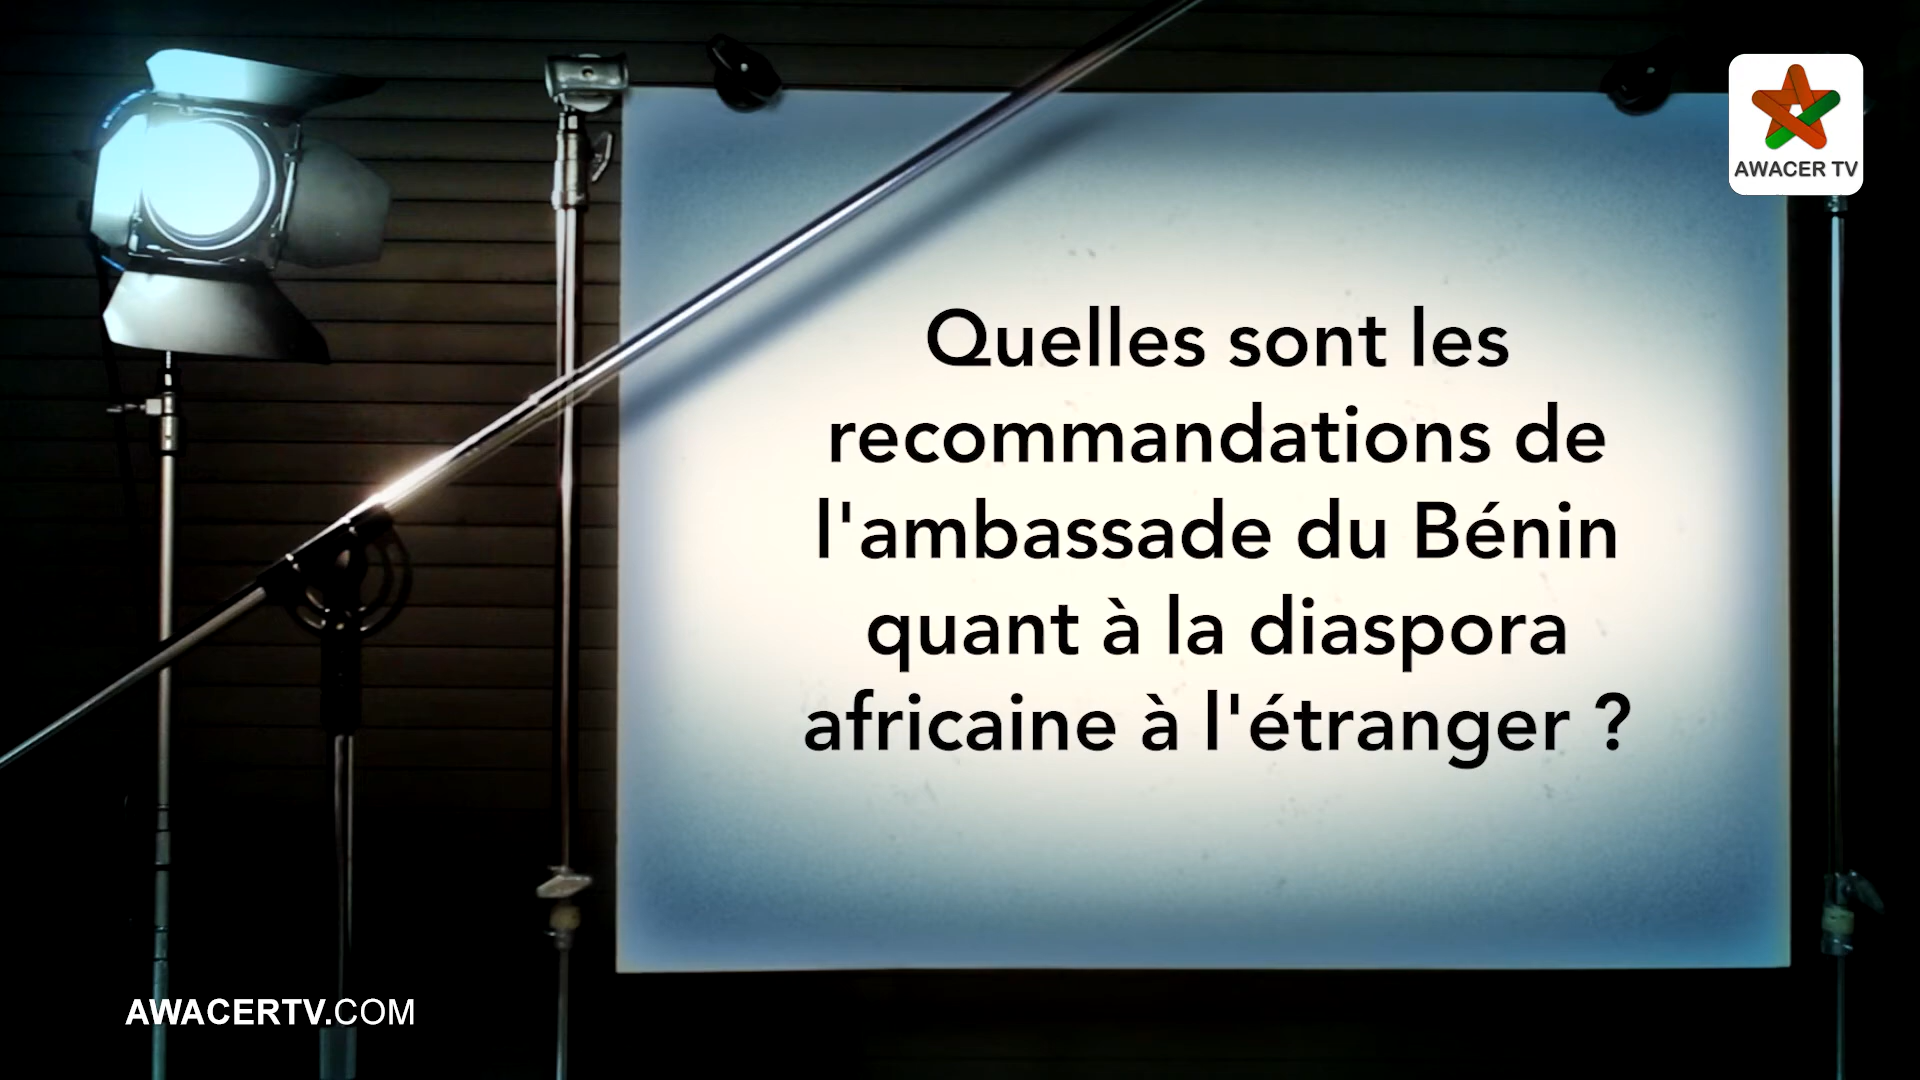 AWACER TV
Quelles sont les
recommandations de
l'ambassade du Bénin
quant à la diaspora
africaine à l'étranger ?
AWACERTV.COM